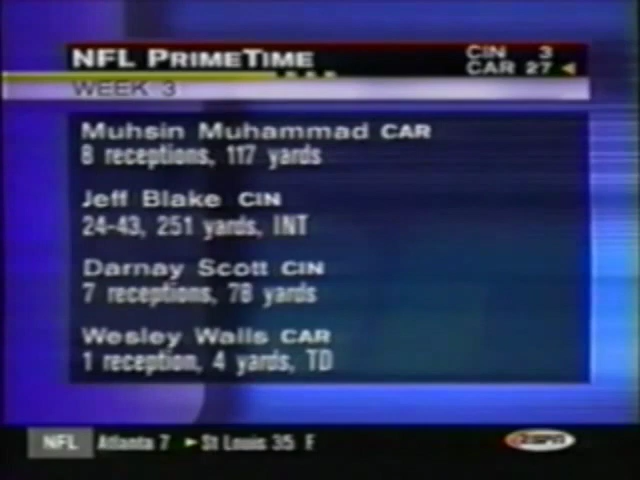 NFL PRIMETIME
CIN 3
CAR 27
WEEK 3
Muhsin Muhammad CAR
8 receptions, 117 yards
Jeff Blake CIN
24-43, 251 yards, INT
Darnay Scott CIN
7 receptions, 78 yards
Wesley Walls CAR
1 reception, 4 yards, TD
NFL Atlanta 7 ► St Louis 35 F
ESPN